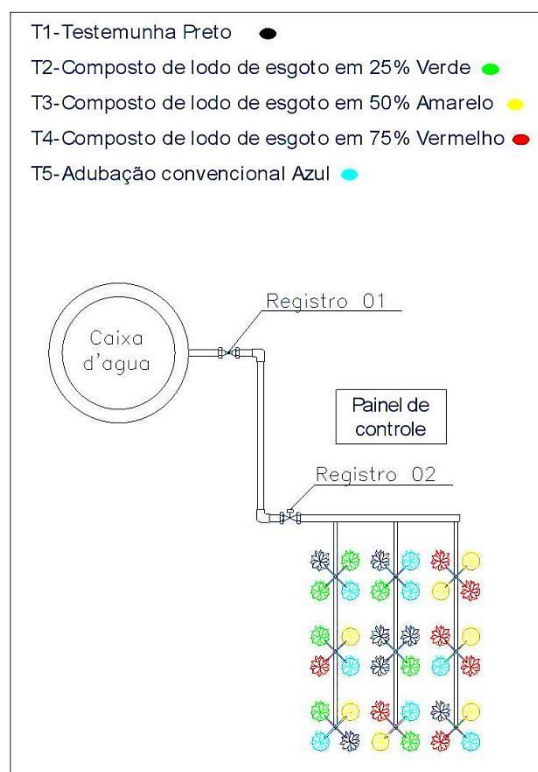 T1-Testemunha Preto
T2-Composto de lodo de esgoto em 25% Verde
T3-Composto de lodo de esgoto em 50% Amarelo
T4-Composto de lodo de esgoto em 75% Vermelho
T5-Adubação convencional Azul
Registro 01
Caixa
d'agua
Painel de
controle
Registro 02